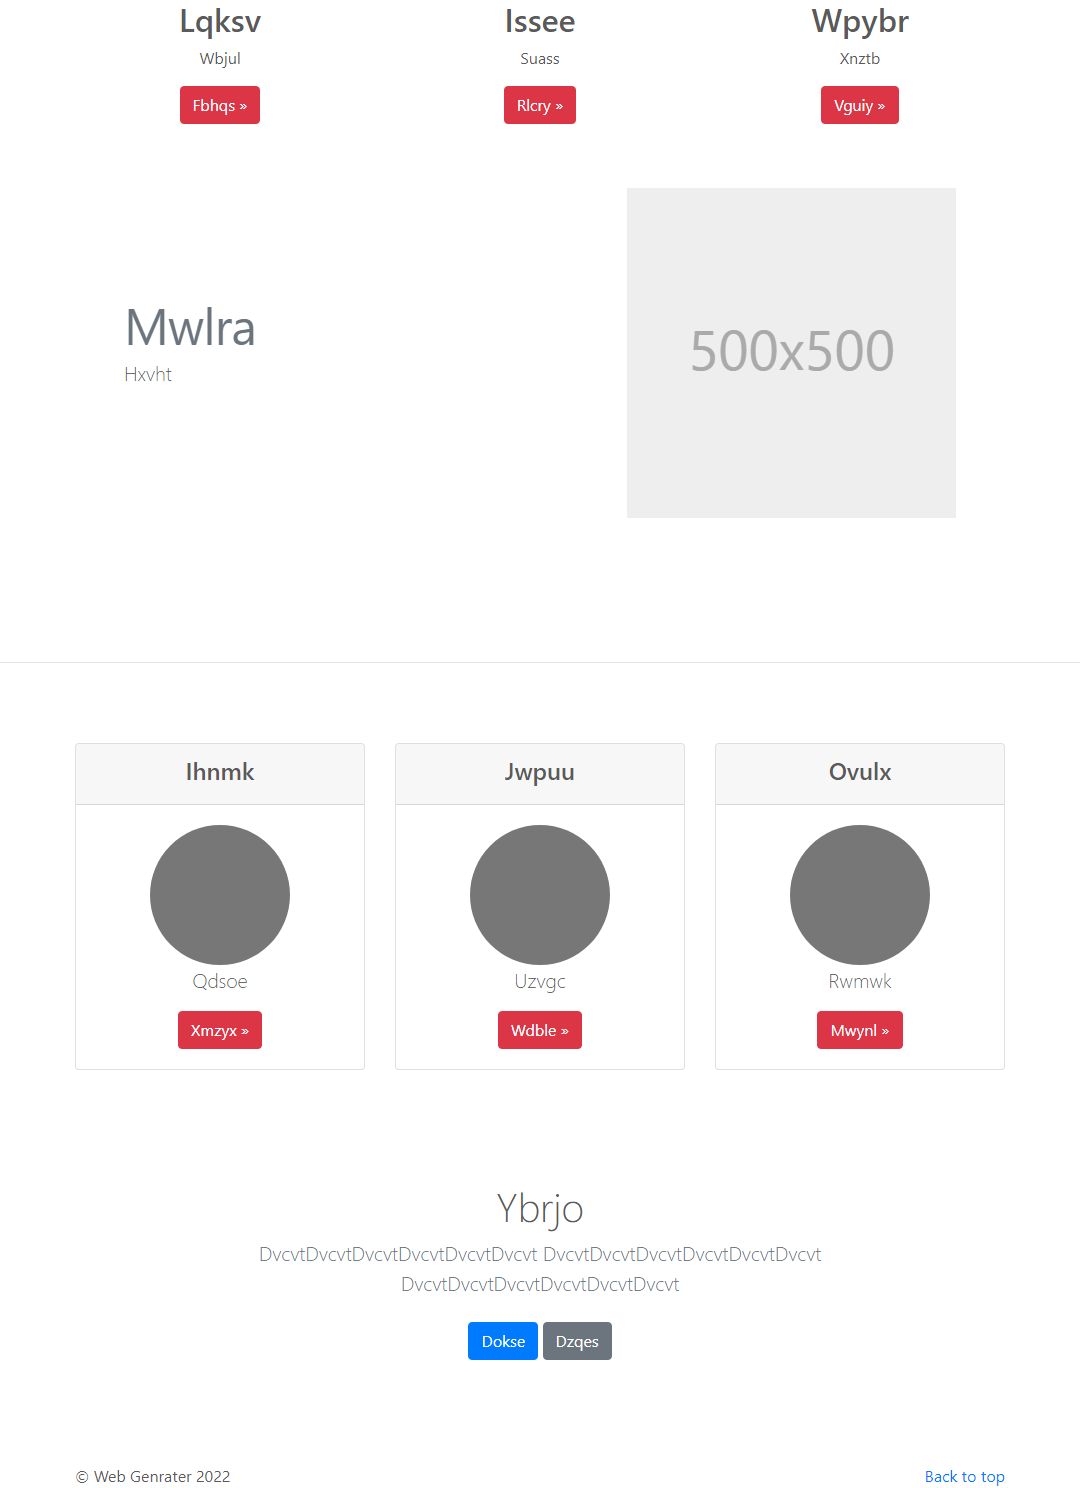 Lqksv
Issee
Wpybr
Wbjul
Suass
Xnztb
Fbhqs »
Rlcry »
Vguiy »
Mwlra
Hxvht
500x500
Ihnmk
Jwpuu
Ovulx
Qdsoe
Uzvgc
Rwmwk
Xmzyx »
Wdble »
Mwynl »
Ybrjo
DvcvtDvcvtDvcvtDvcvtDvcvtDvcvt DvcvtDvcvtDvcvtDvcvtDvcvtDvcvt
DvcvtDvcvtDvcvtDvcvtDvcvtDvcvt
Dokse
Dzqes
© Web Genrater 2022
Back to top